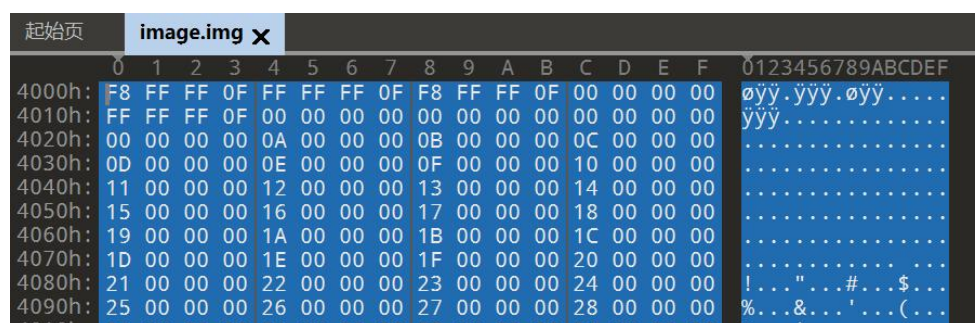 起始页 image.img ×
0 1 2 3 4 5 6 7 8 9 A B C D E F 0123456789ABCDEF
4000h: F8 FF FF 0F FF FF FF 0F F8 FF FF 0F 00 00 00 00 øÿÿ.ÿÿÿ.øÿÿ.....
4010h: FF FF FF 0F 00 00 00 00 00 00 00 00 00 00 00 00 ÿÿÿ.............
4020h: 00 00 00 00 0A 00 00 00 0B 00 00 00 0C 00 00 00 ................
4030h: 0D 00 00 00 0E 00 00 00 0F 00 00 00 10 00 00 00 ................
4040h: 11 00 00 00 12 00 00 00 13 00 00 00 14 00 00 00 ................
4050h: 15 00 00 00 16 00 00 00 17 00 00 00 18 00 00 00 ................
4060h: 19 00 00 00 1A 00 00 00 1B 00 00 00 1C 00 00 00 ................
4070h: 1D 00 00 00 1E 00 00 00 1F 00 00 00 20 00 00 00 ............ ...
4080h: 21 00 00 00 22 00 00 00 23 00 00 00 24 00 00 00 !..."...#...$...
4090h: 25 00 00 00 26 00 00 00 27 00 00 00 28 00 00 00 %...&...'...(...